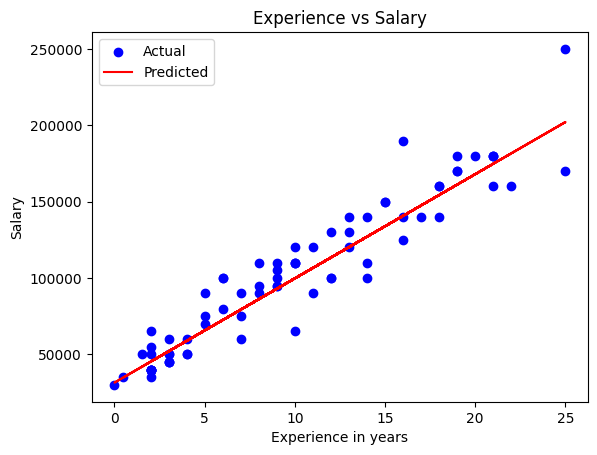 Experience vs Salary
Actual
Predicted
250000
200000
150000
100000
50000
Salary
0 5 10 15 20 25
Experience in years